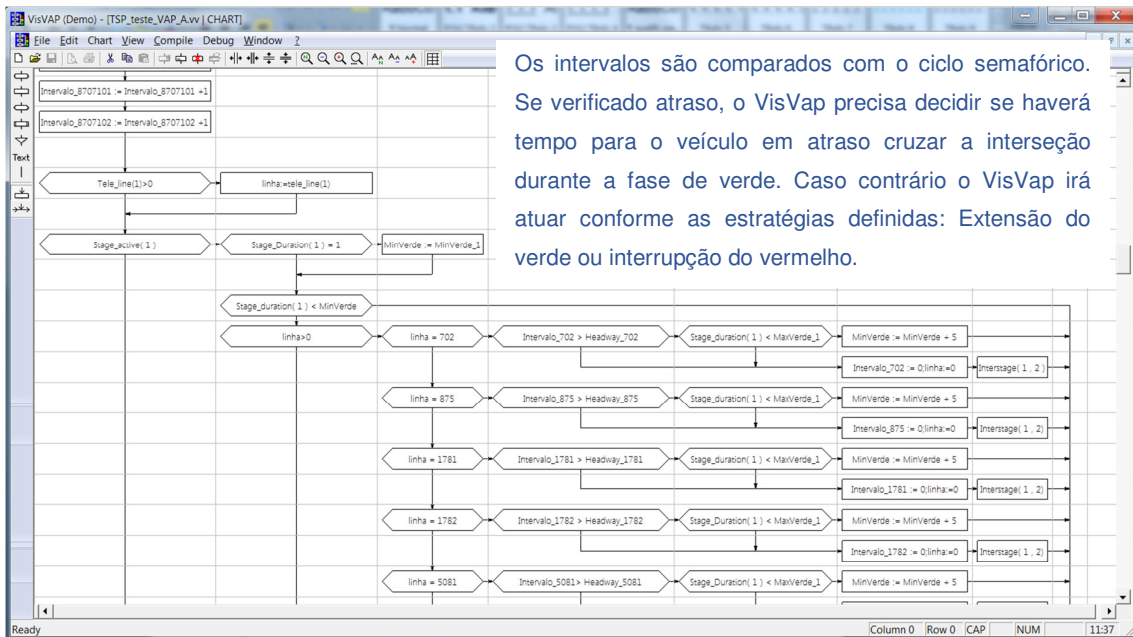 VisVAP (Demo) - [TSP_teste_VAP_A.vv | CHART]
File Edit Chart View Compile Debug Window ?
Os intervalos são comparados com o ciclo semafórico.
Se verificado atraso, o VisVap precisa decidir se haverá
tempo para o veículo em atraso cruzar a interseção
durante a fase de verde. Caso contrário o VisVap irá
atuar conforme as estratégias definidas: Extensão do
verde ou interrupção do vermelho.
Text
Intervalo_8707101 := Intervalo_8707101 +1
Intervalo_8707102 := Intervalo_8707102 +1
Tele_line(1)>0 linha:=tele_line(1)
Stage_active( 1 ) Stage_Duration( 1 ) = 1 MinVerde := MinVerde_1
Stage_duration( 1 ) < MinVerde
linha>0 linha = 702 Intervalo_702 > Headway_702 Stage_duration( 1 ) < MaxVerde_1 MinVerde := MinVerde + 5
Intervalo_702 := 0;linha:=0 Interstage( 1 , 2 )
linha = 875 Intervalo_875 > Headway_875 Stage_duration( 1 ) < MaxVerde_1 MinVerde := MinVerde + 5
Intervalo_875 := 0;linha:=0 Interstage( 1 , 2)
linha = 1781 Intervalo_1781 > Headway_1781 Stage_duration( 1 ) < MaxVerde_1 MinVerde := MinVerde + 5
Intervalo_1781 := 0;linha:=0 Interstage( 1 , 2)
linha = 1782 Intervalo_1782 > Headway_1782 Stage_Duration( 1 ) < MaxVerde_1 MinVerde := MinVerde + 5
Intervalo_1782 := 0;linha:=0 Interstage( 1 , 2)
linha = 5081 Intervalo_5081> Headway_5081 Stage_Duration( 1 ) < MaxVerde_1 MinVerde := MinVerde + 5
Ready Column 0 Row 0 CAP NUM 11:37